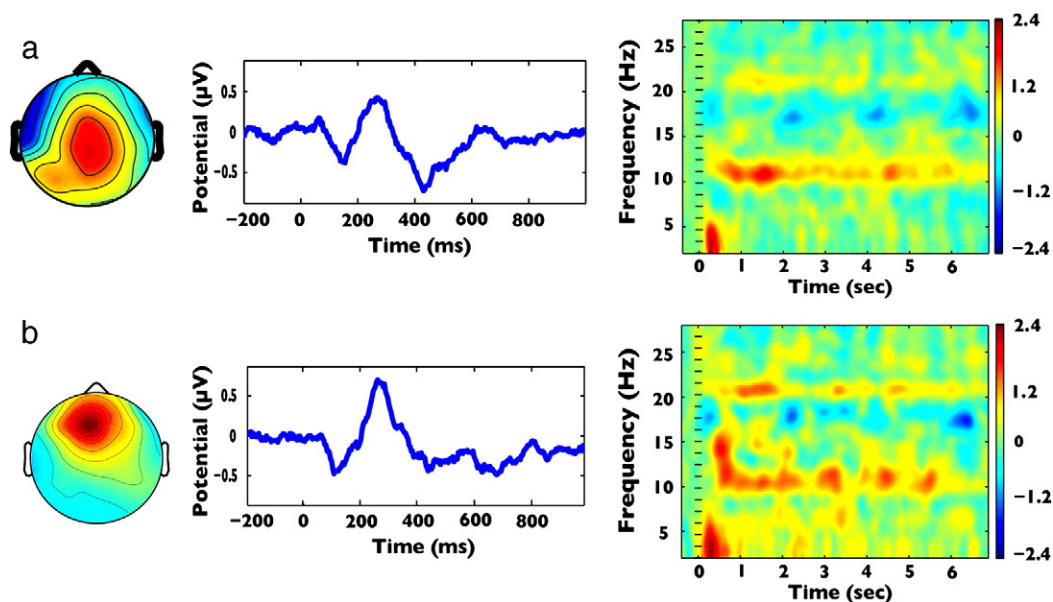 a
Potential (µV)
0.5
0
−0.5
−200 0 200 400 600 800
Time (ms)
Frequency (Hz)
25
20
15
10
5
0 1 2 3 4 5 6
Time (sec)
2.4
1.2
0
−1.2
−2.4
b
Potential (µV)
0.5
0
−0.5
−200 0 200 400 600 800
Time (ms)
Frequency (Hz)
25
20
15
10
5
0 1 2 3 4 5 6
Time (sec)
2.4
1.2
0
−1.2
−2.4